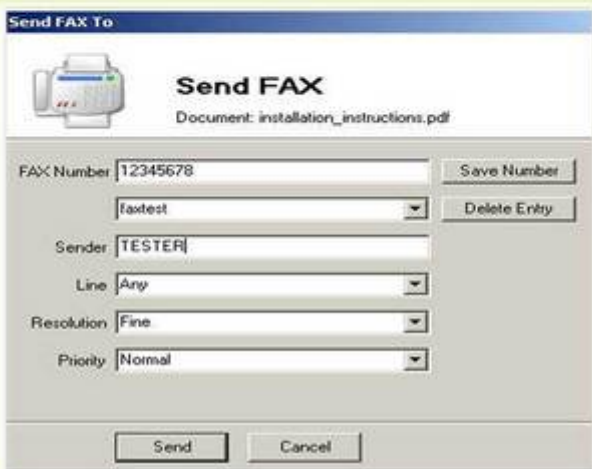 Send FAX To
Send FAX
Document: installation_instructions.pdf
FAX Number 12345678 Save Number
faxtest Delete Entry
Sender TESTER
Line Any
Resolution Fine
Priority Normal
Send Cancel